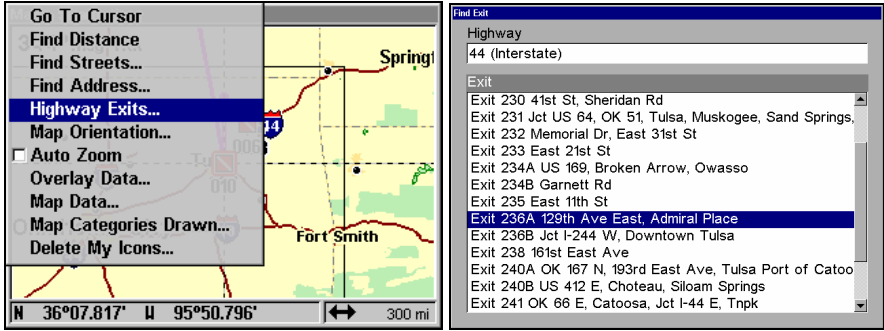 Go To Cursor
Find Distance
Find Streets...
Find Address...
Highway Exits...
Map Orientation...
Auto Zoom
Overlay Data...
Map Data...
Map Categories Drawn...
Delete My Icons...
Springf
44
006
Tu
010
Fort Smith
N 36°07.817' W 95°50.796'
300 mi
Find Exit
Highway
44 (Interstate)
Exit
Exit 230 41st St, Sheridan Rd
Exit 231 Jct US 64, OK 51, Tulsa, Muskogee, Sand Springs,
Exit 232 Memorial Dr, East 31st St
Exit 233 East 21st St
Exit 234A US 169, Broken Arrow, Owasso
Exit 234B Garnett Rd
Exit 235 East 11th St
Exit 236A 129th Ave East, Admiral Place
Exit 236B Jct I-244 W, Downtown Tulsa
Exit 238 161st East Ave
Exit 240A OK 167 N, 193rd East Ave, Tulsa Port of Catoo
Exit 240B US 412 E, Choteau, Siloam Springs
Exit 241 OK 66 E, Catoosa, Jct I-44 E, Tnpk